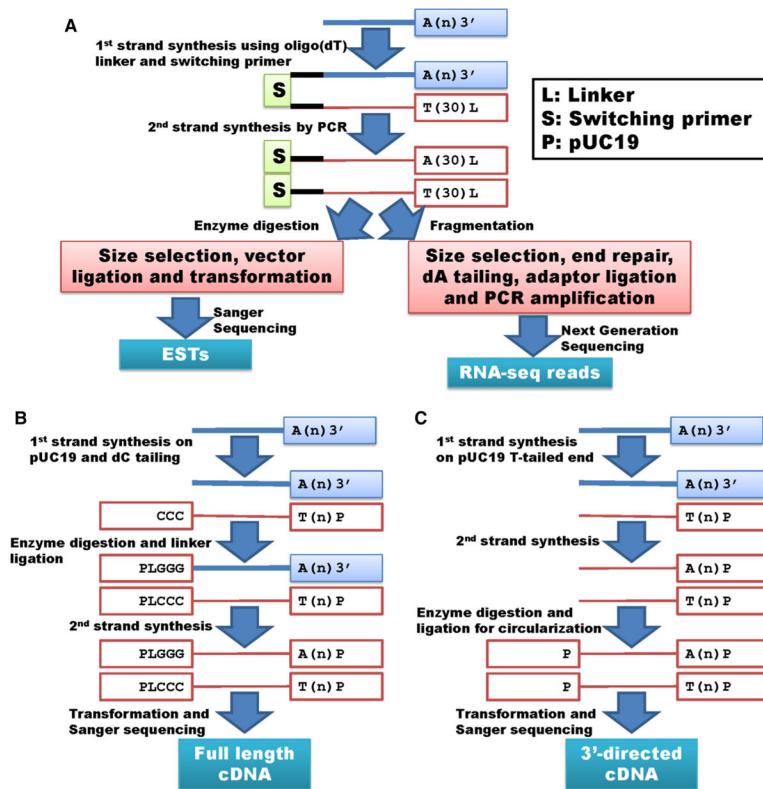 A
A(n)3′
1st strand synthesis using oligo(dT)
linker and switching primer
A(n)3′
S
T(30)L
L: Linker
S: Switching primer
P: pUC19
2nd strand synthesis by PCR
S
A(30)L
S
T(30)L
Enzyme digestion
Fragmentation
Size selection, vector
ligation and transformation
Size selection, end repair,
dA tailing, adaptor ligation
and PCR amplification
Sanger
Sequencing
Next Generation
Sequencing
ESTs
RNA-seq reads
B
A(n)3′
1st strand synthesis on
pUC19 and dC tailing
A(n)3′
CCC
T(n)P
Enzyme digestion and linker
ligation
PLGGG
A(n)3′
PLCCC
T(n)P
2nd strand synthesis
PLGGG
A(n)P
PLCCC
T(n)P
Transformation and
Sanger sequencing
Full length
cDNA
C
A(n)3′
1st strand synthesis
on pUC19 T-tailed end
A(n)3′
T(n)P
2nd strand synthesis
A(n)P
T(n)P
Enzyme digestion and
ligation for circularization
P
A(n)P
P
T(n)P
Transformation and
Sanger sequencing
3′-directed
cDNA